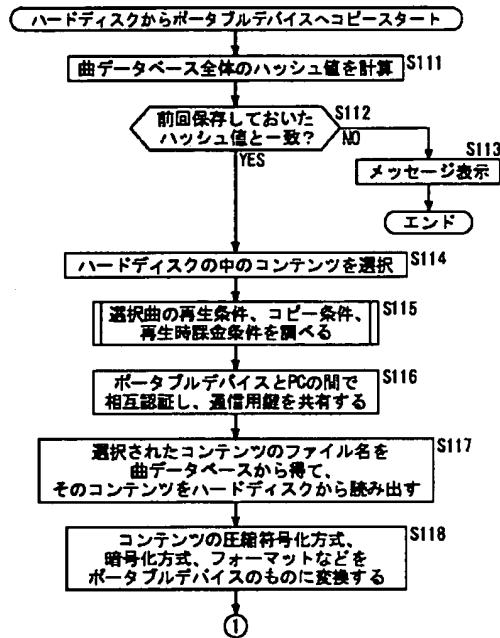 ハードディスクからポータブルデバイスへコピースタート
S111
曲データベース全体のハッシュ値を計算
S112
前回保存しておいた
ハッシュ値と一致?
NO
YES
S113
メッセージ表示
エンド
S114
ハードディスクの中のコンテンツを選択
S115
選択曲の再生条件、コピー条件、
再生時課金条件を調べる
S116
ポータブルデバイスとPCの間で
相互認証し、通信用鍵を共有する
S117
選択されたコンテンツのファイル名を
曲データベースから得て、
そのコンテンツをハードディスクから読み出す
S118
コンテンツの圧縮符号化方式、
暗号化方式、フォーマットなどを
ポータブルデバイスのものに変換する
1